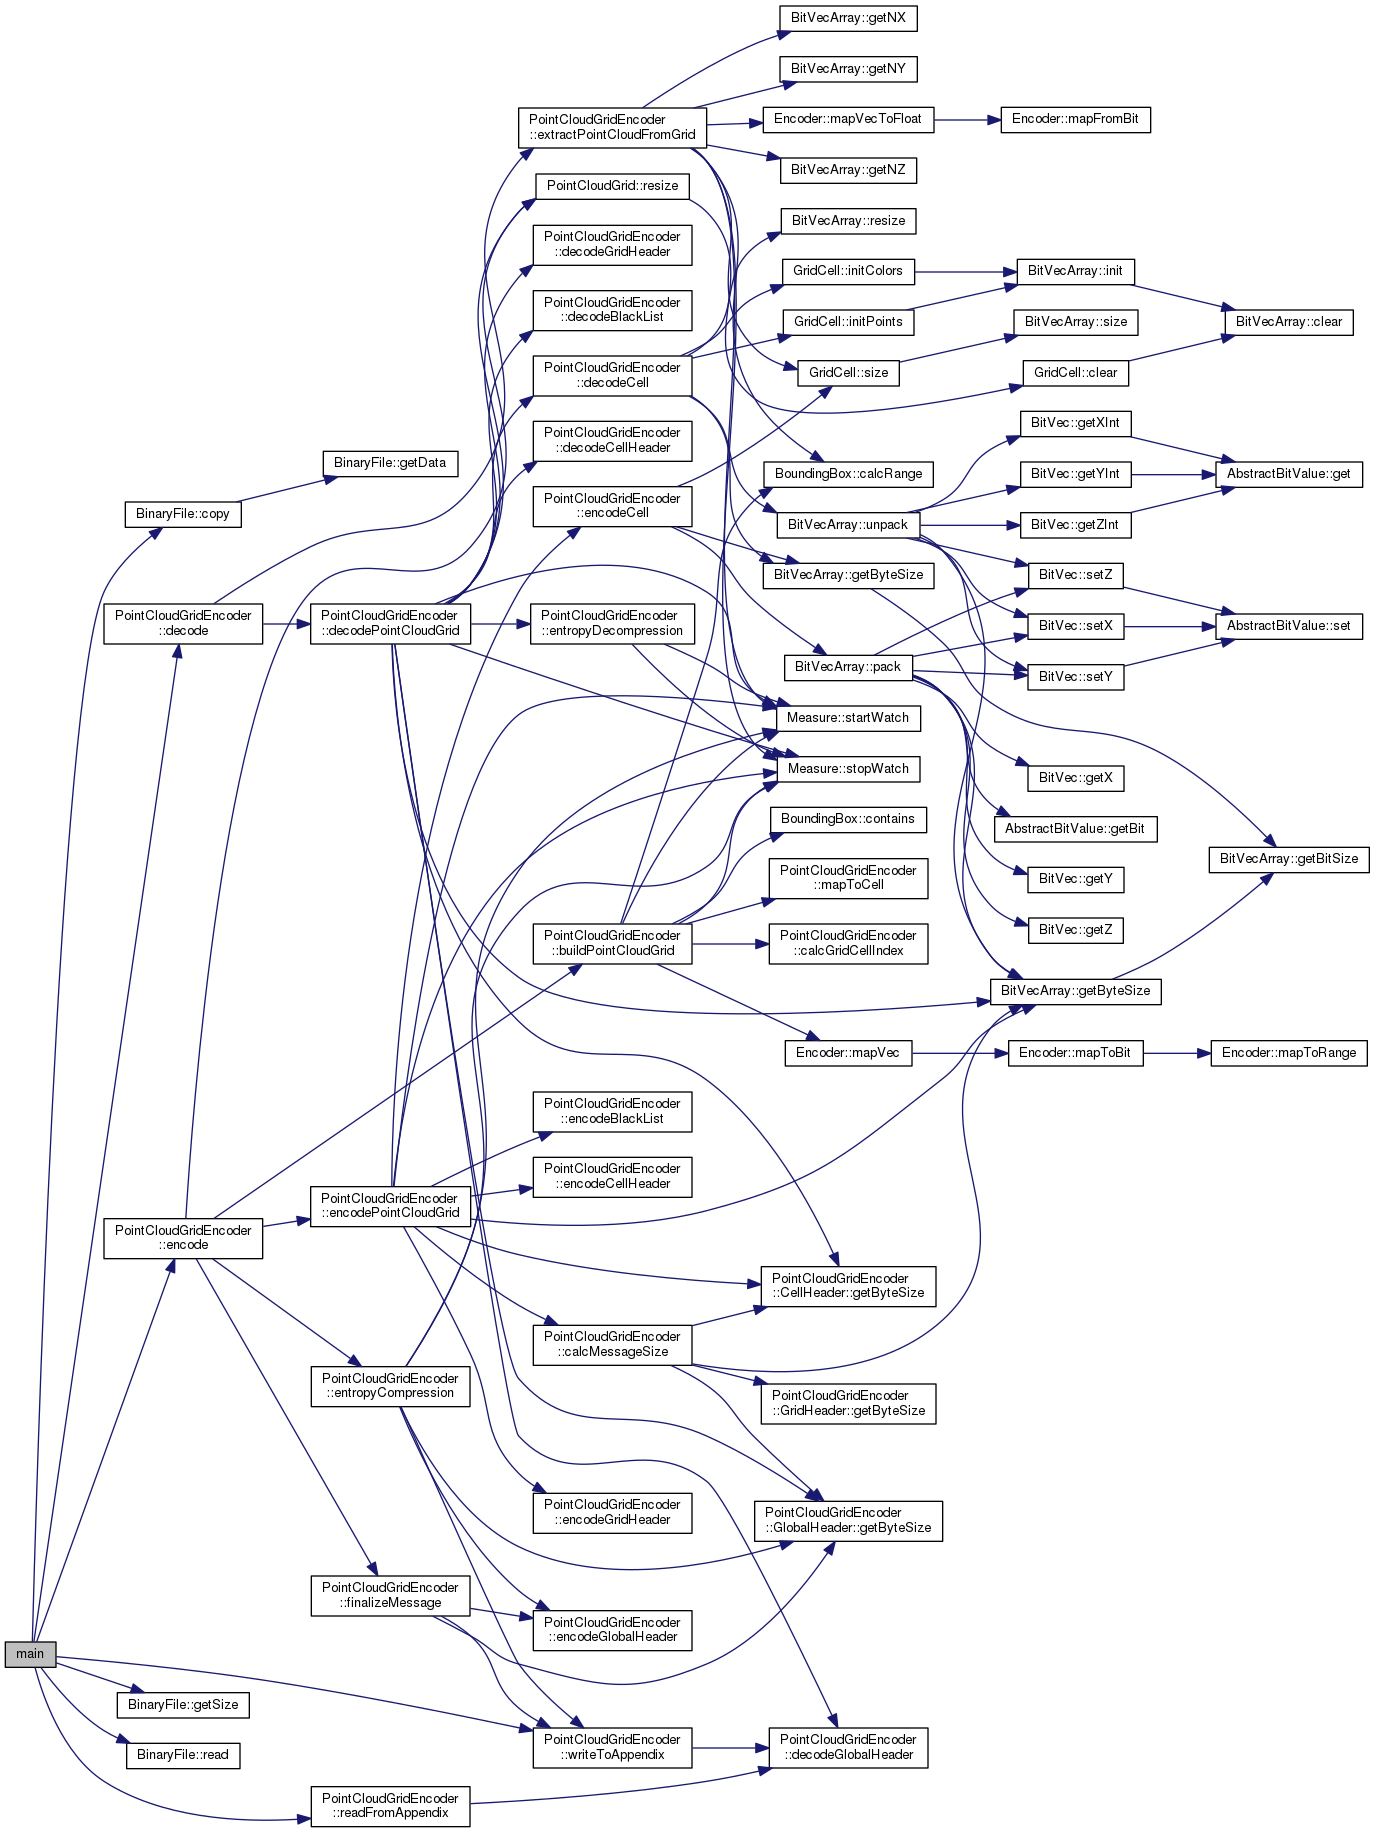 BitVecArray::getNX
BitVecArray::getNY
PointCloudGridEncoder
::extractPointCloudFromGrid
Encoder::mapVecToFloat
Encoder::mapFromBit
BitVecArray::getNZ
PointCloudGrid::resize
BitVecArray::resize
PointCloudGridEncoder
::decodeGridHeader
GridCell::initColors
BitVecArray::init
PointCloudGridEncoder
::decodeBlackList
GridCell::initPoints
BitVecArray::size
BitVecArray::clear
PointCloudGridEncoder
::decodeCell
GridCell::size
GridCell::clear
PointCloudGridEncoder
::decodeCellHeader
BitVec::getXInt
BinaryFile::getData
BoundingBox::calcRange
BitVec::getYInt
AbstractBitValue::get
BinaryFile::copy
PointCloudGridEncoder
::encodeCell
BitVecArray::unpack
BitVec::getZInt
BitVecArray::getByteSize
BitVec::setZ
PointCloudGridEncoder
::decode
PointCloudGridEncoder
::decodePointCloudGrid
PointCloudGridEncoder
::entropyDecompression
BitVec::setX
AbstractBitValue::set
BitVecArray::pack
BitVec::setY
Measure::startWatch
Measure::stopWatch
BitVec::getX
BoundingBox::contains
AbstractBitValue::getBit
PointCloudGridEncoder
::mapToCell
BitVec::getY
BitVecArray::getBitSize
PointCloudGridEncoder
::buildPointCloudGrid
PointCloudGridEncoder
::calcGridCellIndex
BitVec::getZ
BitVecArray::getByteSize
Encoder::mapVec
Encoder::mapToBit
Encoder::mapToRange
PointCloudGridEncoder
::encodeBlackList
PointCloudGridEncoder
::encodeCellHeader
PointCloudGridEncoder
::encodePointCloudGrid
PointCloudGridEncoder
::encode
PointCloudGridEncoder
::CellHeader::getByteSize
PointCloudGridEncoder
::calcMessageSize
PointCloudGridEncoder
::entropyCompression
PointCloudGridEncoder
::GridHeader::getByteSize
PointCloudGridEncoder
::encodeGridHeader
PointCloudGridEncoder
::GlobalHeader::getByteSize
PointCloudGridEncoder
::finalizeMessage
PointCloudGridEncoder
::encodeGlobalHeader
main
BinaryFile::getSize
BinaryFile::read
PointCloudGridEncoder
::writeToAppendix
PointCloudGridEncoder
::decodeGlobalHeader
PointCloudGridEncoder
::readFromAppendix